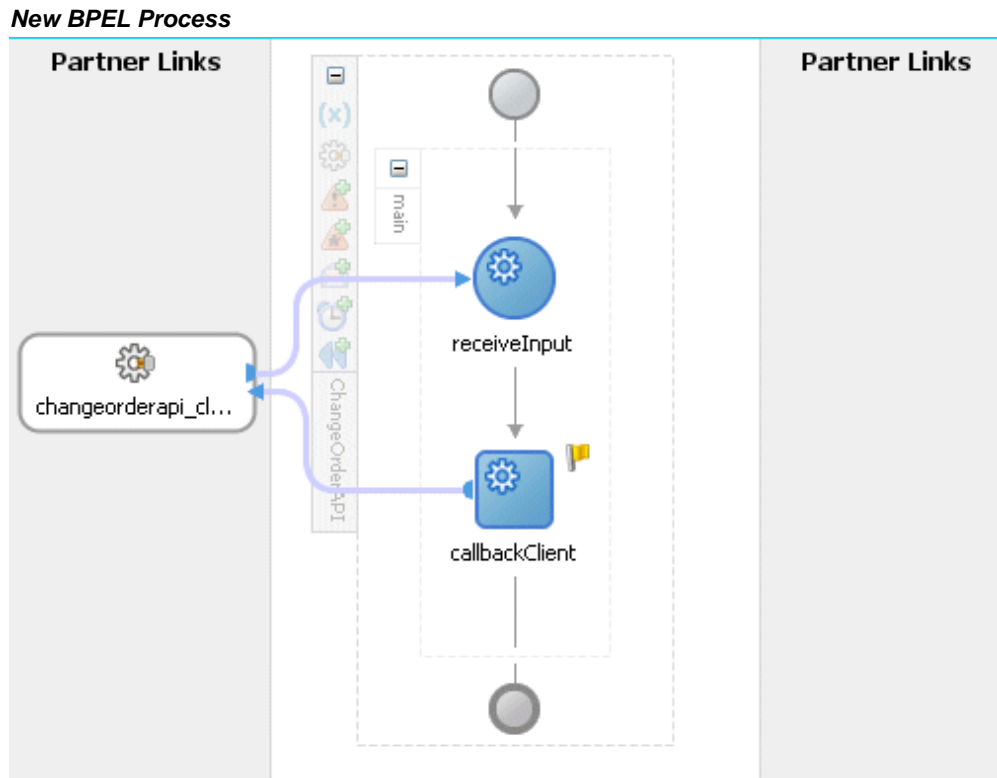 New BPEL Process
Partner Links
Partner Links
(x)
main
receiveInput
changeorderapi_cl...
ChangeOrderAPI
callbackClient